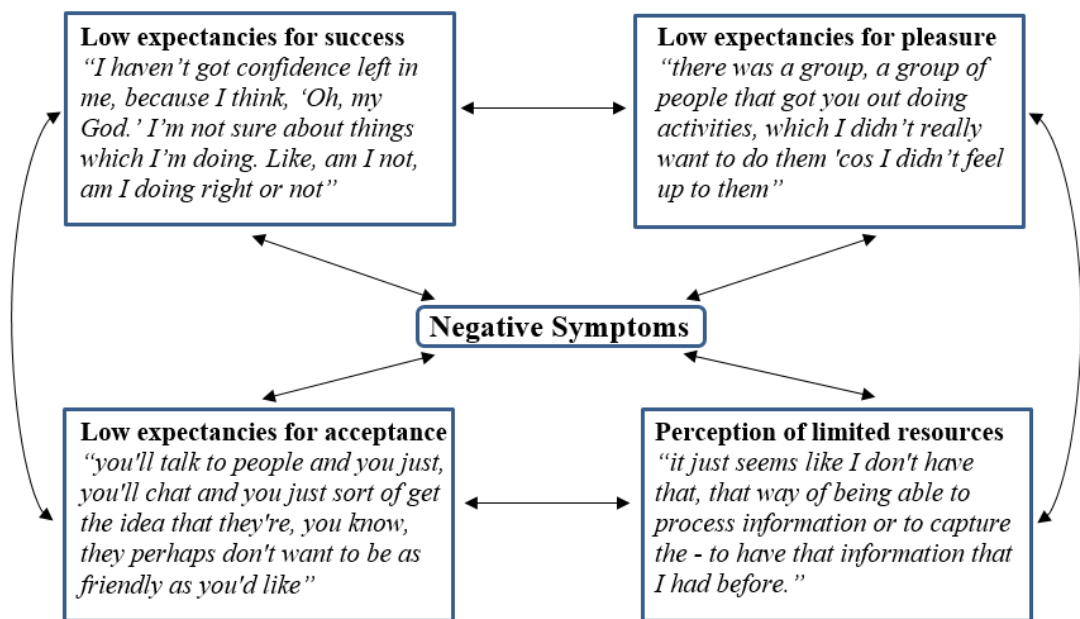 Low expectancies for success
“I haven’t got confidence left in
me, because I think, ‘Oh, my
God.’ I’m not sure about things
which I’m doing. Like, am I not,
am I doing right or not”
Low expectancies for pleasure
“there was a group, a group of
people that got you out doing
activities, which I didn’t really
want to do them 'cos I didn’t feel
up to them”
Negative Symptoms
Low expectancies for acceptance
“you'll talk to people and you just,
you'll chat and you just sort of get
the idea that they're, you know,
they perhaps don't want to be as
friendly as you'd like”
Perception of limited resources
“it just seems like I don't have
that, that way of being able to
process information or to capture
the - to have that information that
I had before.”